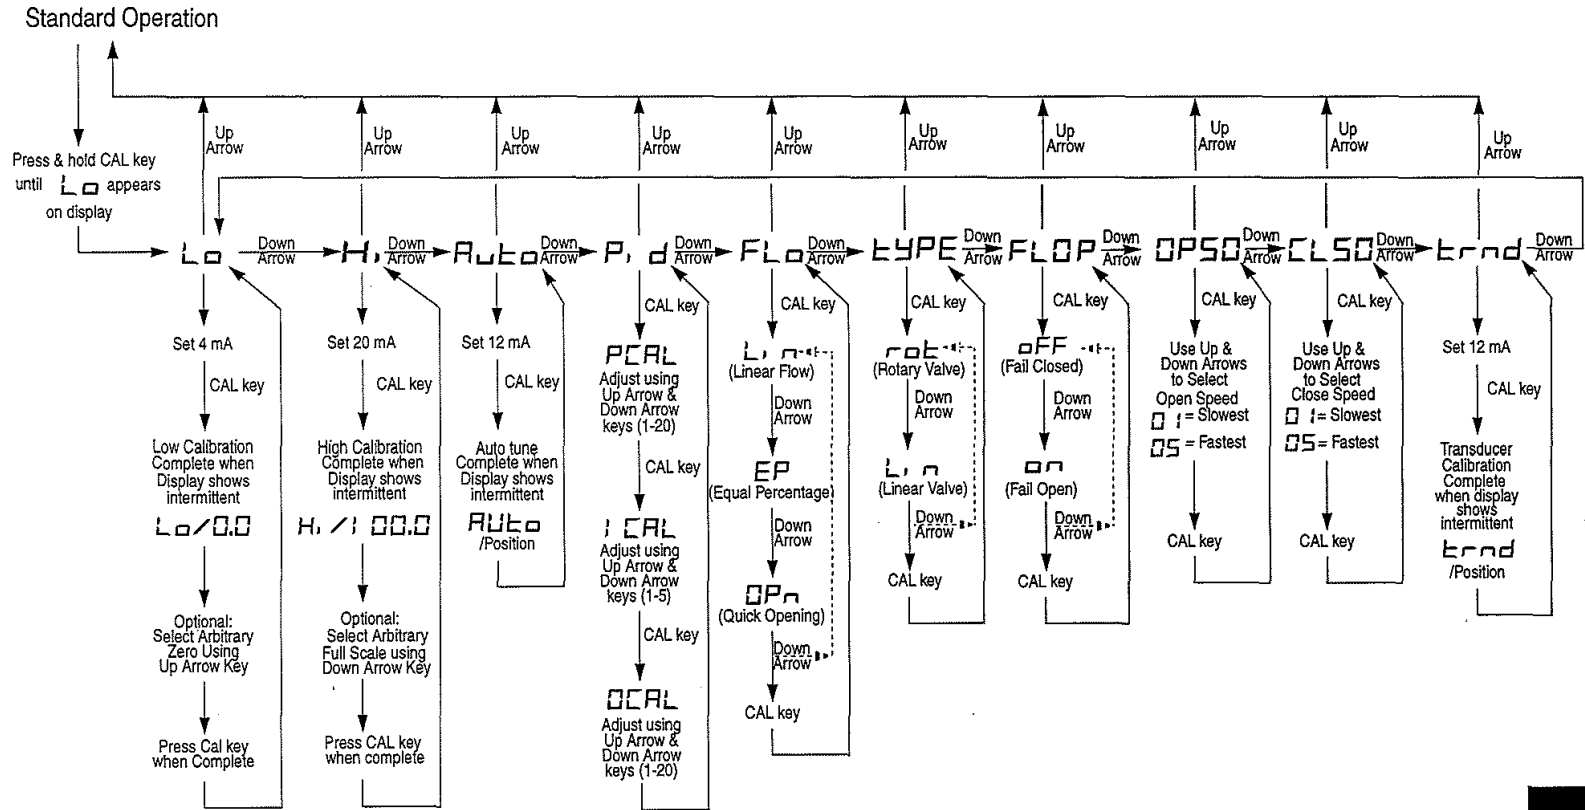 Standard Operation
Press & hold CAL key
until Lo appears
on display
Up
Arrow
Up
Arrow
Up
Arrow
Up
Arrow
Up
Arrow
Up
Arrow
Up
Arrow
Up
Arrow
Up
Arrow
Up
Arrow
Lo
Down
Arrow
Hi
Down
Arrow
Auto
Down
Arrow
Pid
Down
Arrow
FLo
Down
Arrow
tYPE
Down
Arrow
FLOP
Down
Arrow
OPSD
Down
Arrow
CLSD
Down
Arrow
trnd
Down
Arrow
Set 4 mA
CAL key
Low Calibration
Complete when
Display shows
intermittent
Lo/0.0
Optional:
Select Arbitrary
Zero Using
Up Arrow Key
Press Cal key
when Complete
Set 20 mA
CAL key
High Calibration
Complete when
Display shows
intermittent
Hi/100.0
Optional:
Select Arbitrary
Full Scale using
Down Arrow Key
Press CAL key
when complete
Set 12 mA
CAL key
Auto tune
Complete when
Display shows
intermittent
AUto
/Position
CAL key
PCAL
Adjust using
Up Arrow &
Down Arrow
keys (1-20)
CAL key
I CAL
Adjust using
Up Arrow &
Down Arrow
keys (1-5)
CAL key
DCAL
Adjust using
Up Arrow &
Down Arrow
keys (1-20)
CAL key
Lin
(Linear Flow)
Down
Arrow
EP
(Equal Percentage)
Down
Arrow
OPn
(Quick Opening)
Down
Arrow
CAL key
CAL key
rot
(Rotary Valve)
Down
Arrow
Lin
(Linear Valve)
Down
Arrow
CAL key
CAL key
oFF
(Fail Closed)
Down
Arrow
on
(Fail Open)
Down
Arrow
CAL key
CAL key
Use Up &
Down Arrows
to Select
Open Speed
01 = Slowest
05 = Fastest
CAL key
CAL key
Use Up &
Down Arrows
to Select
Close Speed
01 = Slowest
05 = Fastest
CAL key
Set 12 mA
CAL key
Transducer
Calibration
Complete
when display
shows
intermittent
trnd
/Position